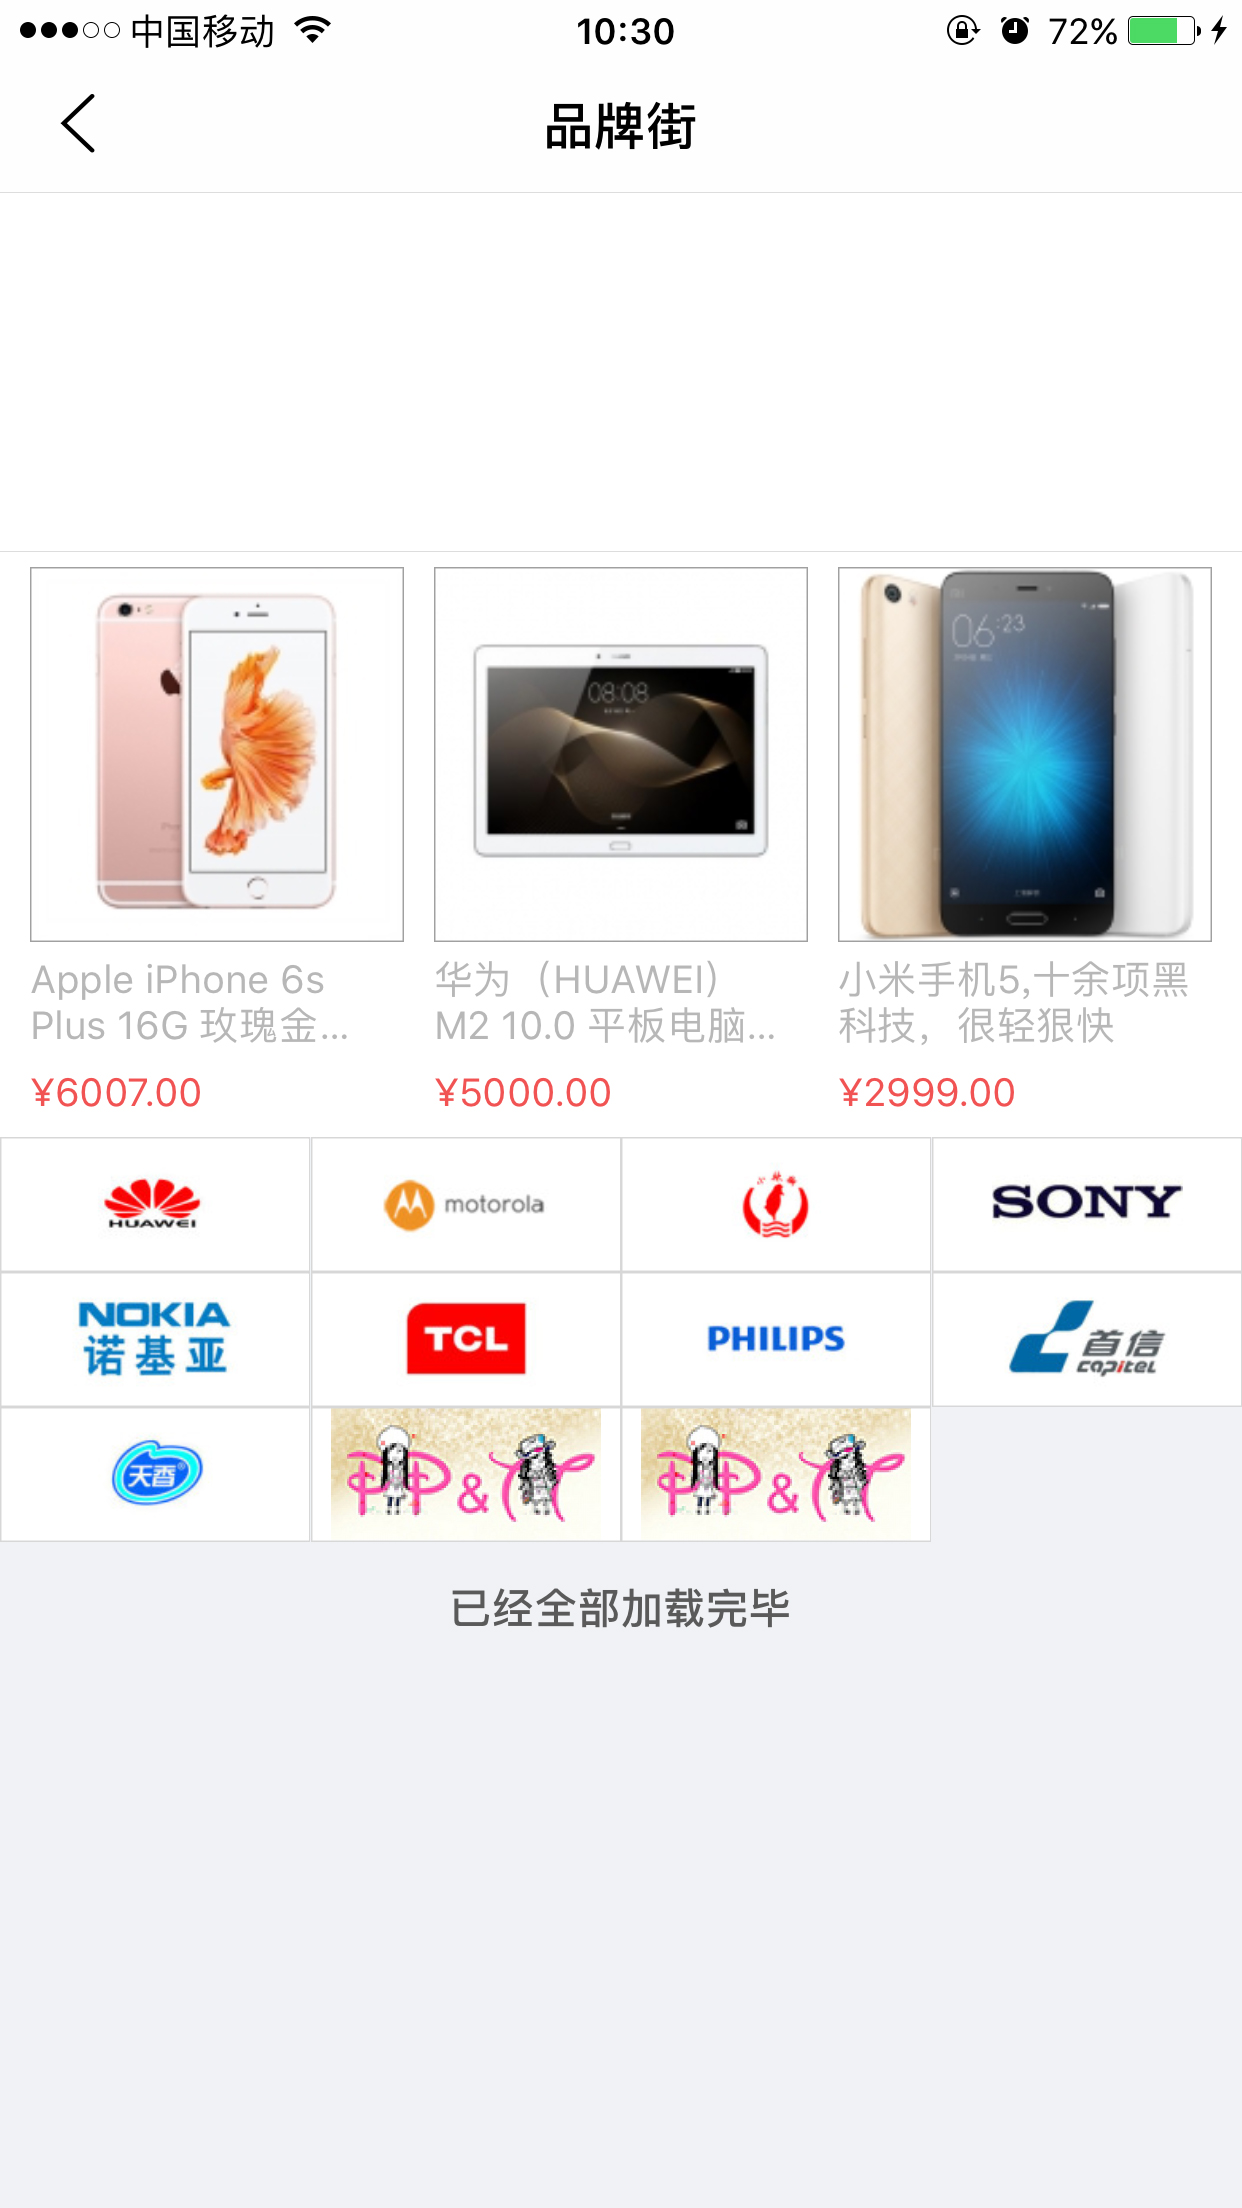 中国移动
10:30
72%
品牌街
06:23
08:08
Apple iPhone 6s
Plus 16G 玫瑰金...
华为（HUAWEI）
M2 10.0 平板电脑...
小米手机5,十余项黑
科技，很轻狠快
¥6007.00
¥5000.00
¥2999.00
HUAWEI
motorola
SONY
NOKIA
诺基亚
TCL
PHILIPS
首信
capitel
天香®
PP&
PP&
已经全部加载完毕